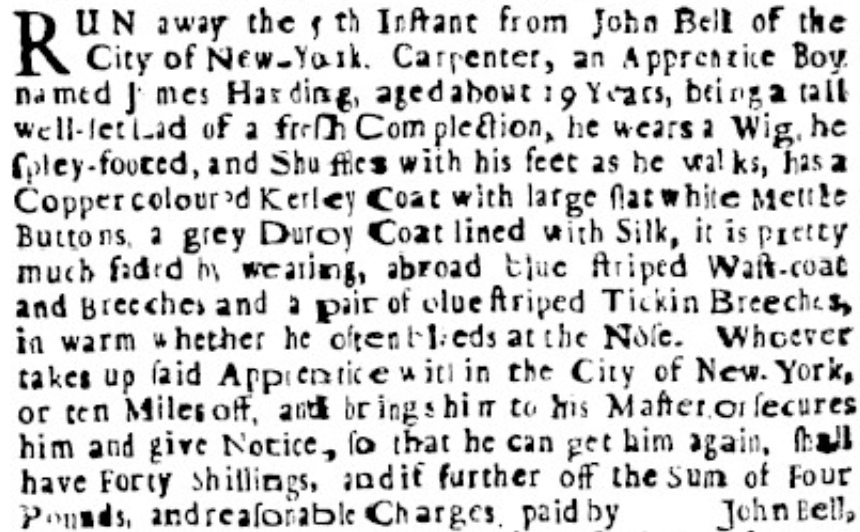 RUN away the 5th Inſtant from John Bell of the
City of New-York. Carpenter, an Apprentice Boy
named James Harding, aged about 19 Years, being a tall
well-ſet Lad of a freſh Complection, he wears a Wig, he
ſpley-footed, and Shuffles with his feet as he walks, has a
Copper colour'd Kerſey Coat with large flat white Mettle
Buttons, a grey Duroy Coat lined with Silk, it is pretty
much faded by wearing, abroad blue ſtriped Waſt-coat
and Breeches and a pair of blue ſtriped Tickin Breeches,
in warm whether he often bleeds at the Noſe. Whoever
takes up ſaid Apprentice within the City of New-York,
or ten Miles off, and brings him to his Maſter or ſecures
him and give Notice, ſo that he can get him again, ſhall
have Forty Shillings, and if further off the Sum of Four
Pounds, and reaſonable Charges, paid by John Bell,